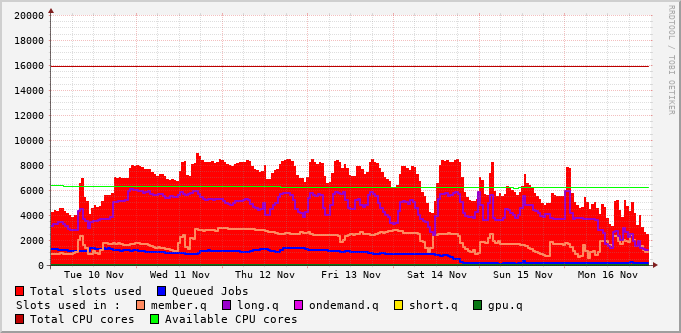 RRDTOOL / TOBI OETIKER
20000
18000
16000
14000
12000
10000
8000
6000
4000
2000
0
Tue 10 Nov Wed 11 Nov Thu 12 Nov Fri 13 Nov Sat 14 Nov Sun 15 Nov Mon 16 Nov
Total slots used Queued Jobs
Slots used in : member.q long.q ondemand.q short.q gpu.q
Total CPU cores Available CPU cores